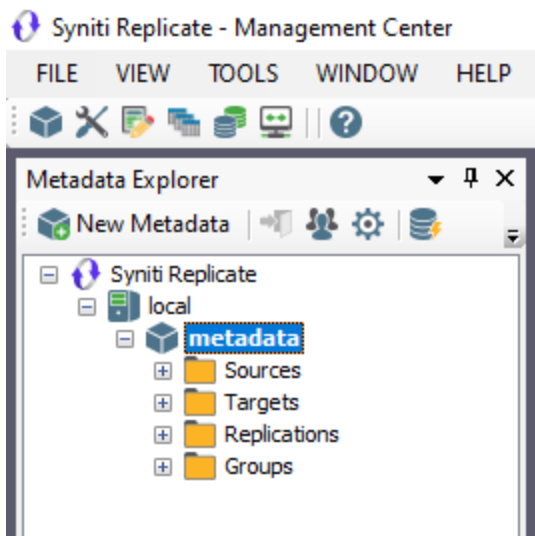 Syniti Replicate - Management Center
FILE VIEW TOOLS WINDOW HELP
Metadata Explorer
New Metadata
Syniti Replicate
local
metadata
Sources
Targets
Replications
Groups